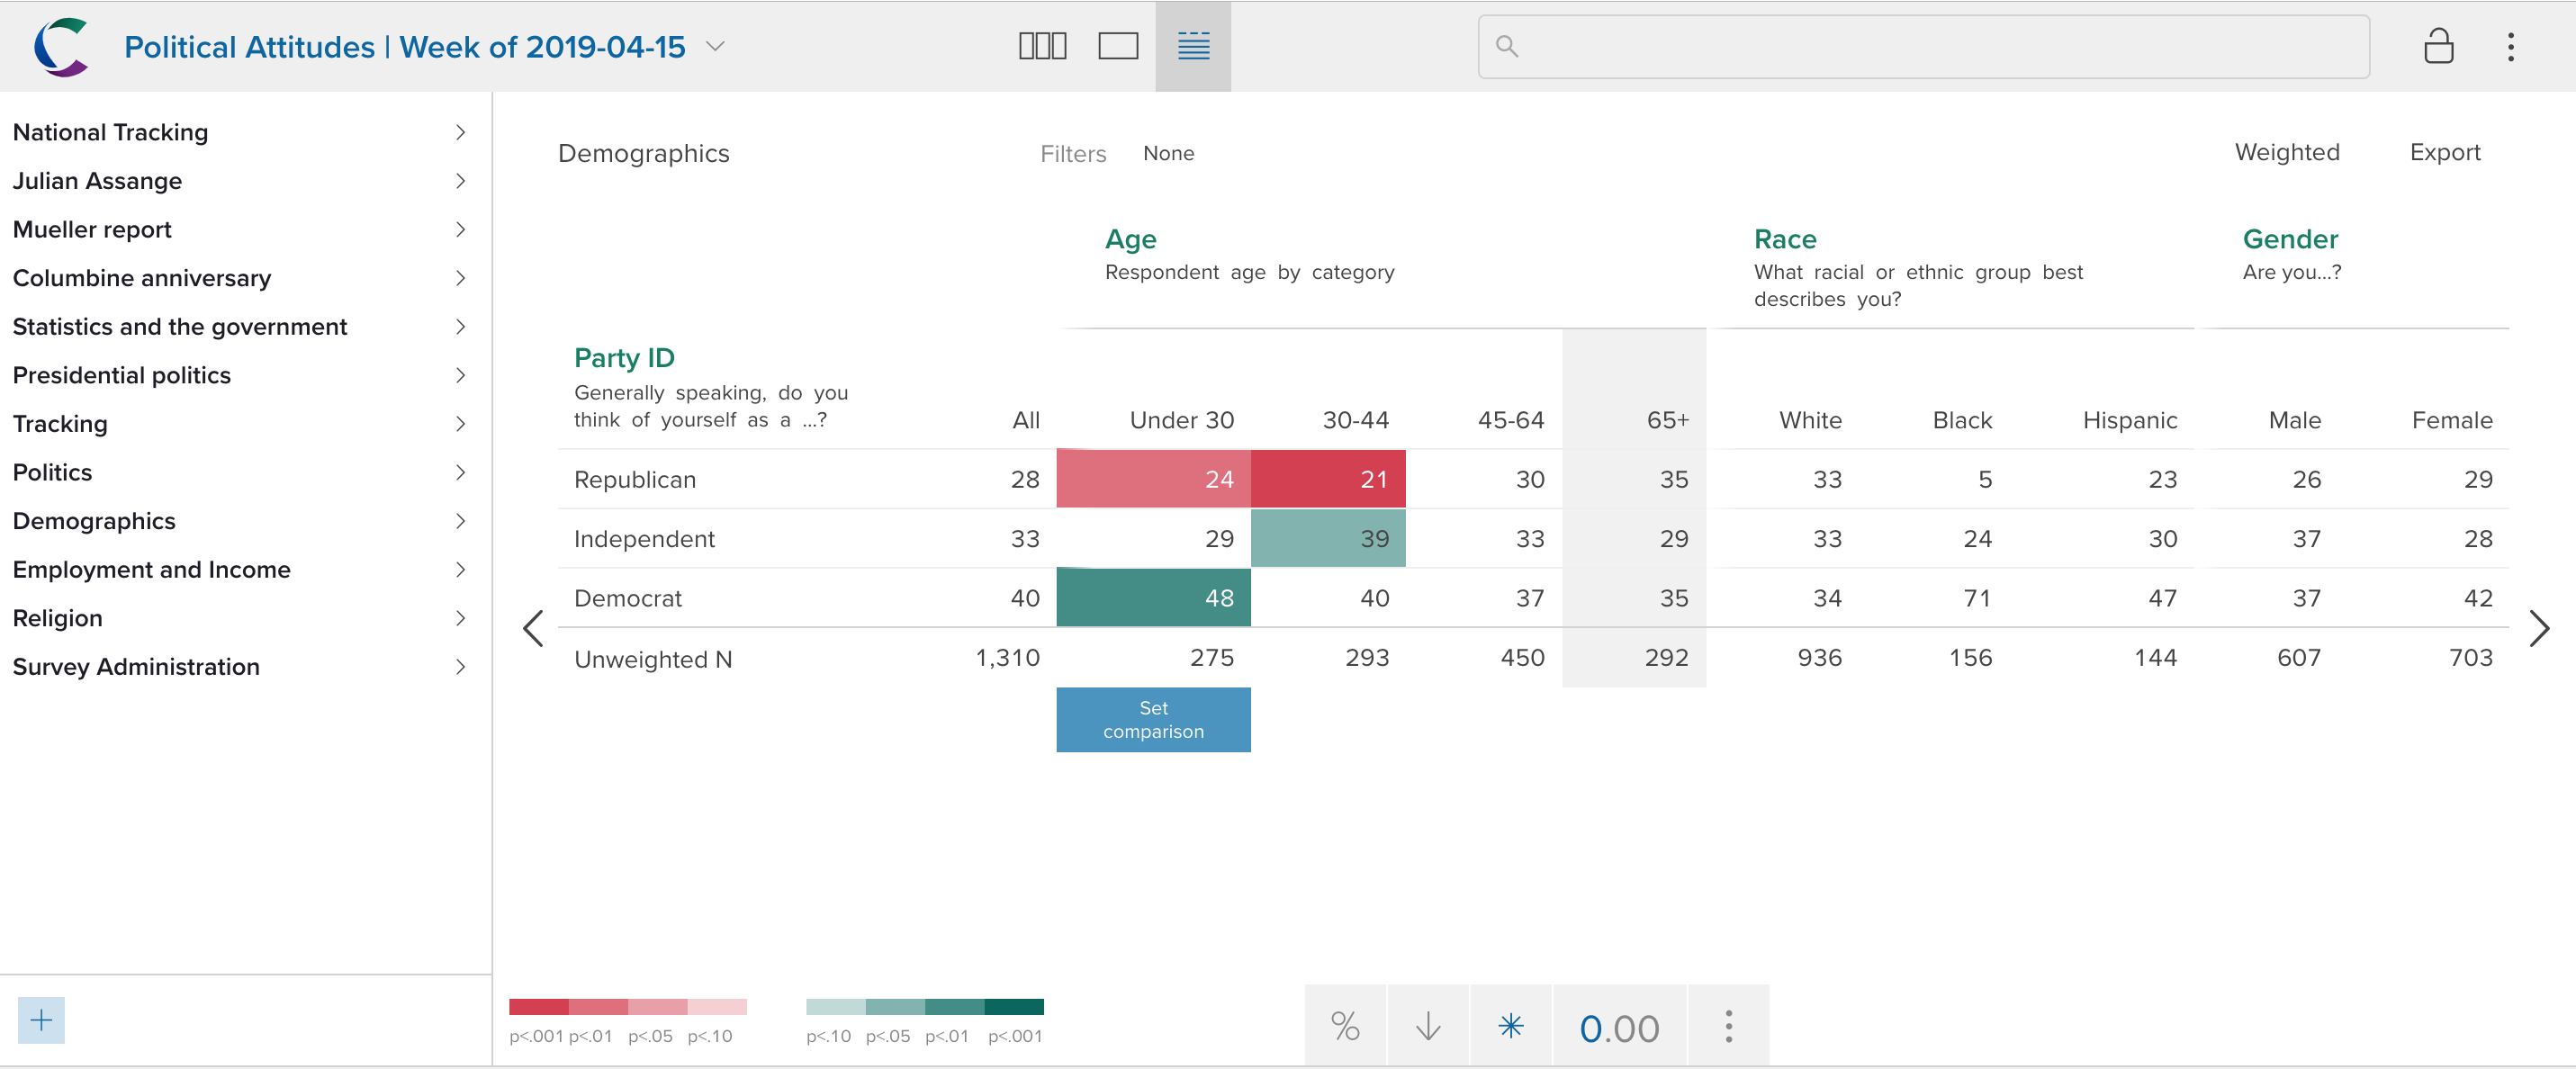 Political Attitudes | Week of 2019-04-15
National Tracking
Julian Assange
Mueller report
Columbine anniversary
Statistics and the government
Presidential politics
Tracking
Politics
Demographics
Employment and Income
Religion
Survey Administration
Demographics Filters None Weighted Export
Age Race Gender
Respondent age by category What racial or ethnic group best Are you...?
describes you?
Party ID
Generally speaking, do you
think of yourself as a ...? All Under 30 30-44 45-64 65+ White Black Hispanic Male Female
Republican 28 24 21 30 35 33 5 23 26 29
Independent 33 29 39 33 29 33 24 30 37 28
Democrat 40 48 40 37 35 34 71 47 37 42
Unweighted N 1,310 275 293 450 292 936 156 144 607 703
Set
comparison
p<.001 p<.01 p<.05 p<.10 p<.10 p<.05 p<.01 p<.001
% 0.00